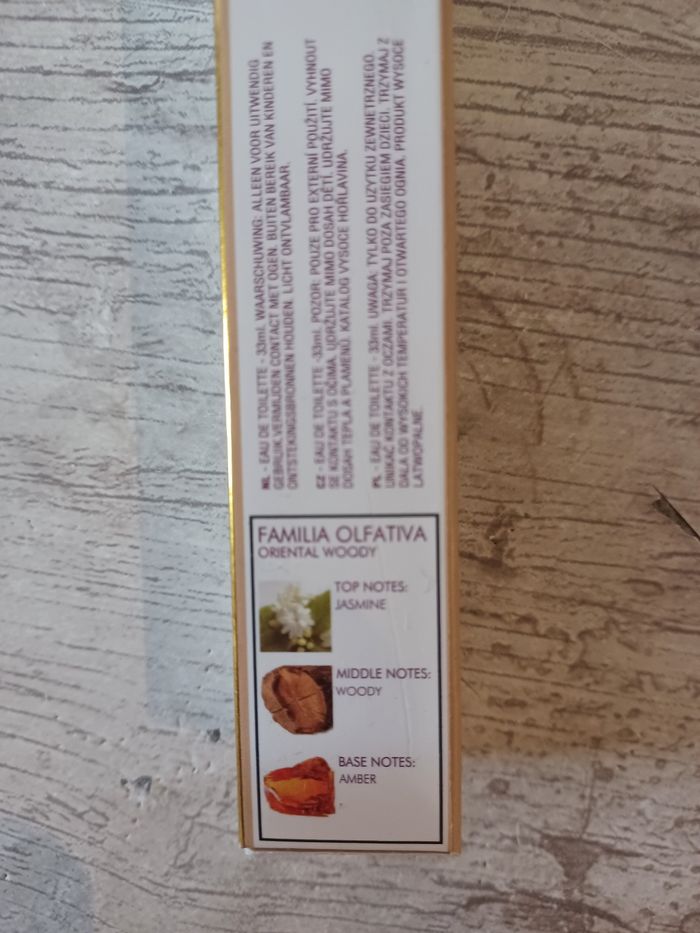 NL - EAU DE TOILETTE - 33ml. WAARSCHUWING: ALLEEN VOOR UITWENDIG
GEBRUIK.VERMIJDEN CONTACT MET OGEN. BUITEN BEREIK VAN KINDEREN EN
ONTSTEKINGSBRONNEN HOUDEN. LICHT ONTVLAMBAAR.
CZ - EAU DE TOILETTE -33ml. POZOR: POUZE PRO EXTERNÍ POUŽITÍ. VYHNOUT
SE KONTAKTU S OČIMA. UDRŽUJTE MIMO DOSAH DĚTÍ. UDRŽUJTE MIMO
DOSAH TEPLA A PLAMENŮ. KATALOG VYSOCE HOŘLAVINA.
PL - EAU DE TOILETTE - 33ml. UWAGA: TYLKO DO UZYTKU ZEWNETRZNEGO.
UNIKAĆ KONTAKTU Z OCZAMI. TRZYMAJ POZA ZASIEGIEM DZIECI. TRZYMAJ Z
DALA OD WYSOKICH TEMPERATUR I OTWARTEGO OGNIA. PRODUKT WYSOCE
LATWOPALNE.
FAMILIA OLFATIVA
ORIENTAL WOODY
TOP NOTES:
JASMINE
MIDDLE NOTES:
WOODY
BASE NOTES:
AMBER